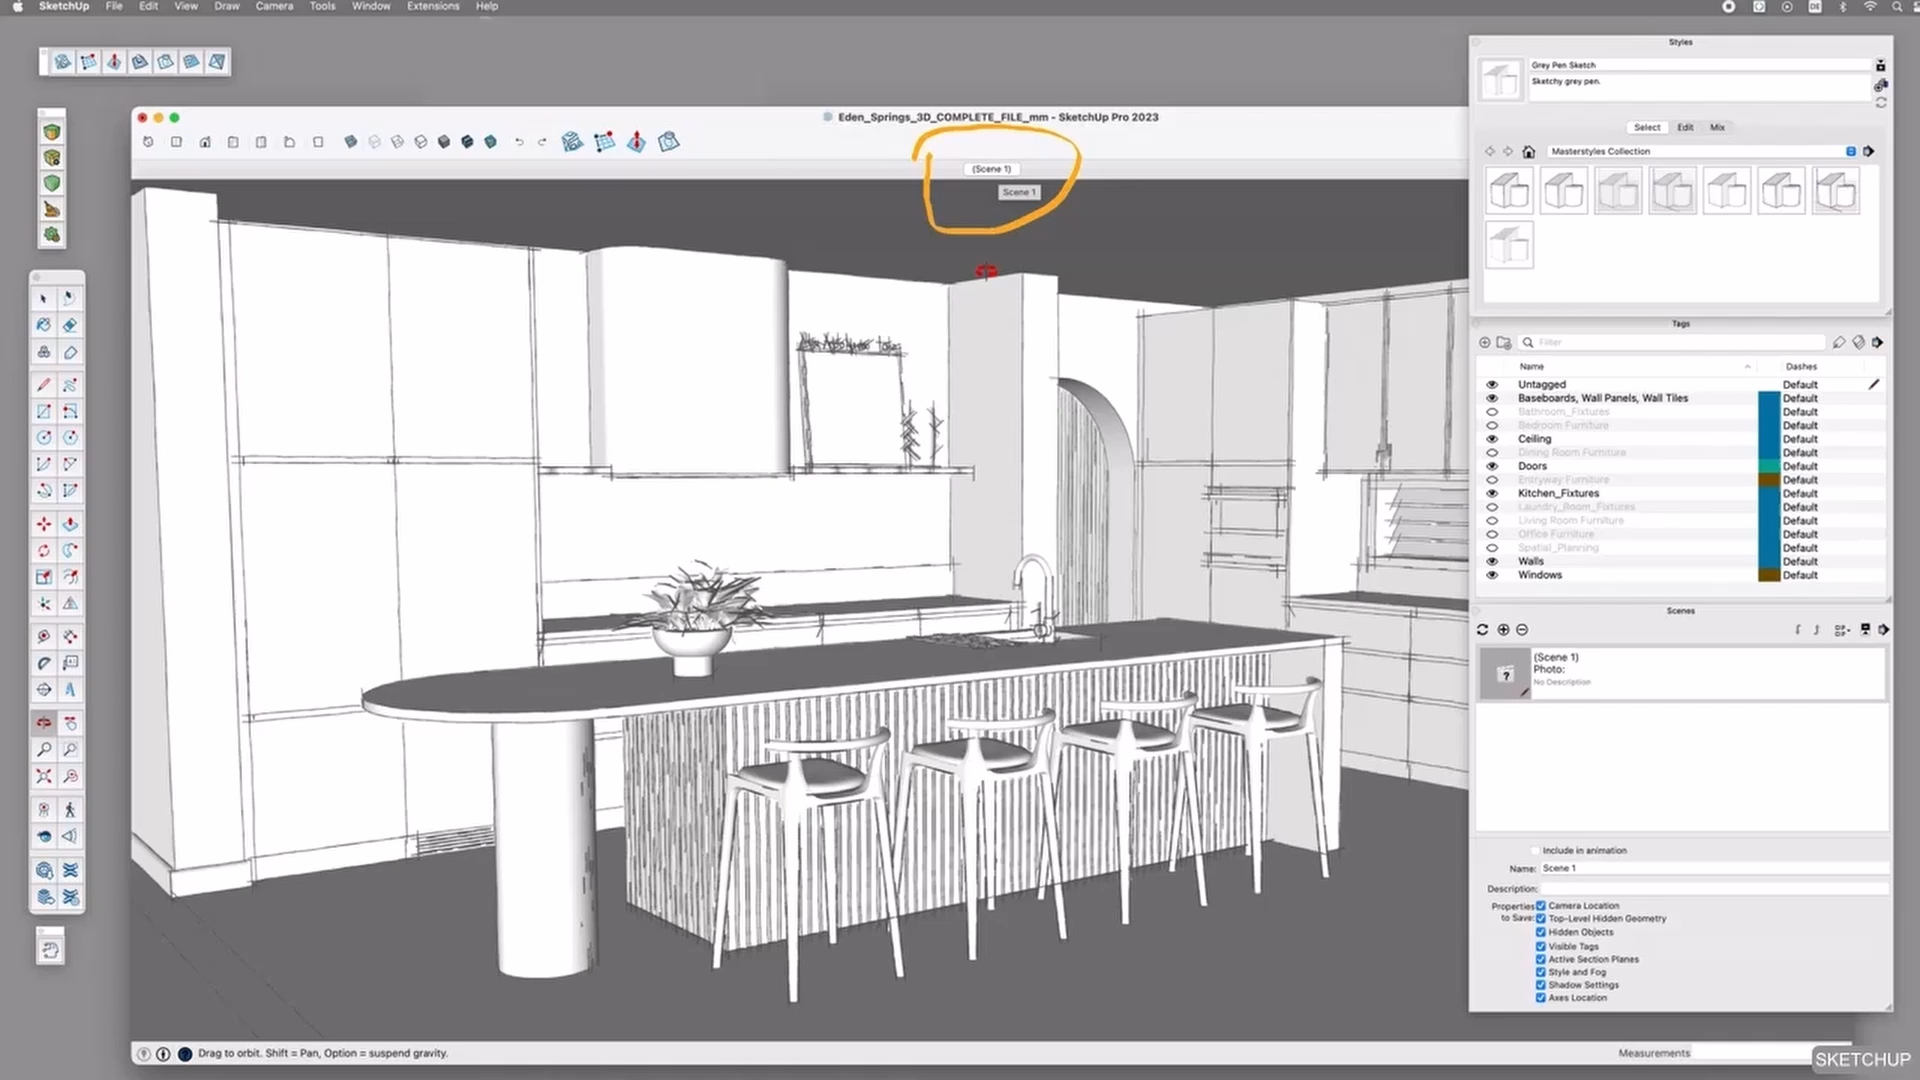 SketchUp File Edit View Draw Camera Tools Window Extensions Help
Eden_Springs_3D_COMPLETE_FILE_mm - SketchUp Pro 2023
(Scene 1)
Scene 1
Styles
Grey Pen Sketch
Sketchy grey pen.
Select Edit Mix
Masterstyles Collection
Tags
Filter
Name Dashes
Untagged Default
Baseboards, Wall Panels, Wall Tiles Default
Bathroom_Fixtures Default
Bedroom Furniture Default
Ceiling Default
Dining Room Furniture Default
Doors Default
Entryway Furniture Default
Kitchen_Fixtures Default
Laundry_Room_Fixtures Default
Living Room Furniture Default
Office Furniture Default
Spatial_Planning Default
Walls Default
Windows Default
Scenes
(Scene 1)
Photo:
No Description
Include in animation
Name: Scene 1
Description:
Properties to Save:
Camera Location
Top-Level Hidden Geometry
Hidden Objects
Visible Tags
Active Section Planes
Style and Fog
Shadow Settings
Axes Location
Drag to orbit. Shift = Pan, Option = suspend gravity.
Measurements
SKETCHUP